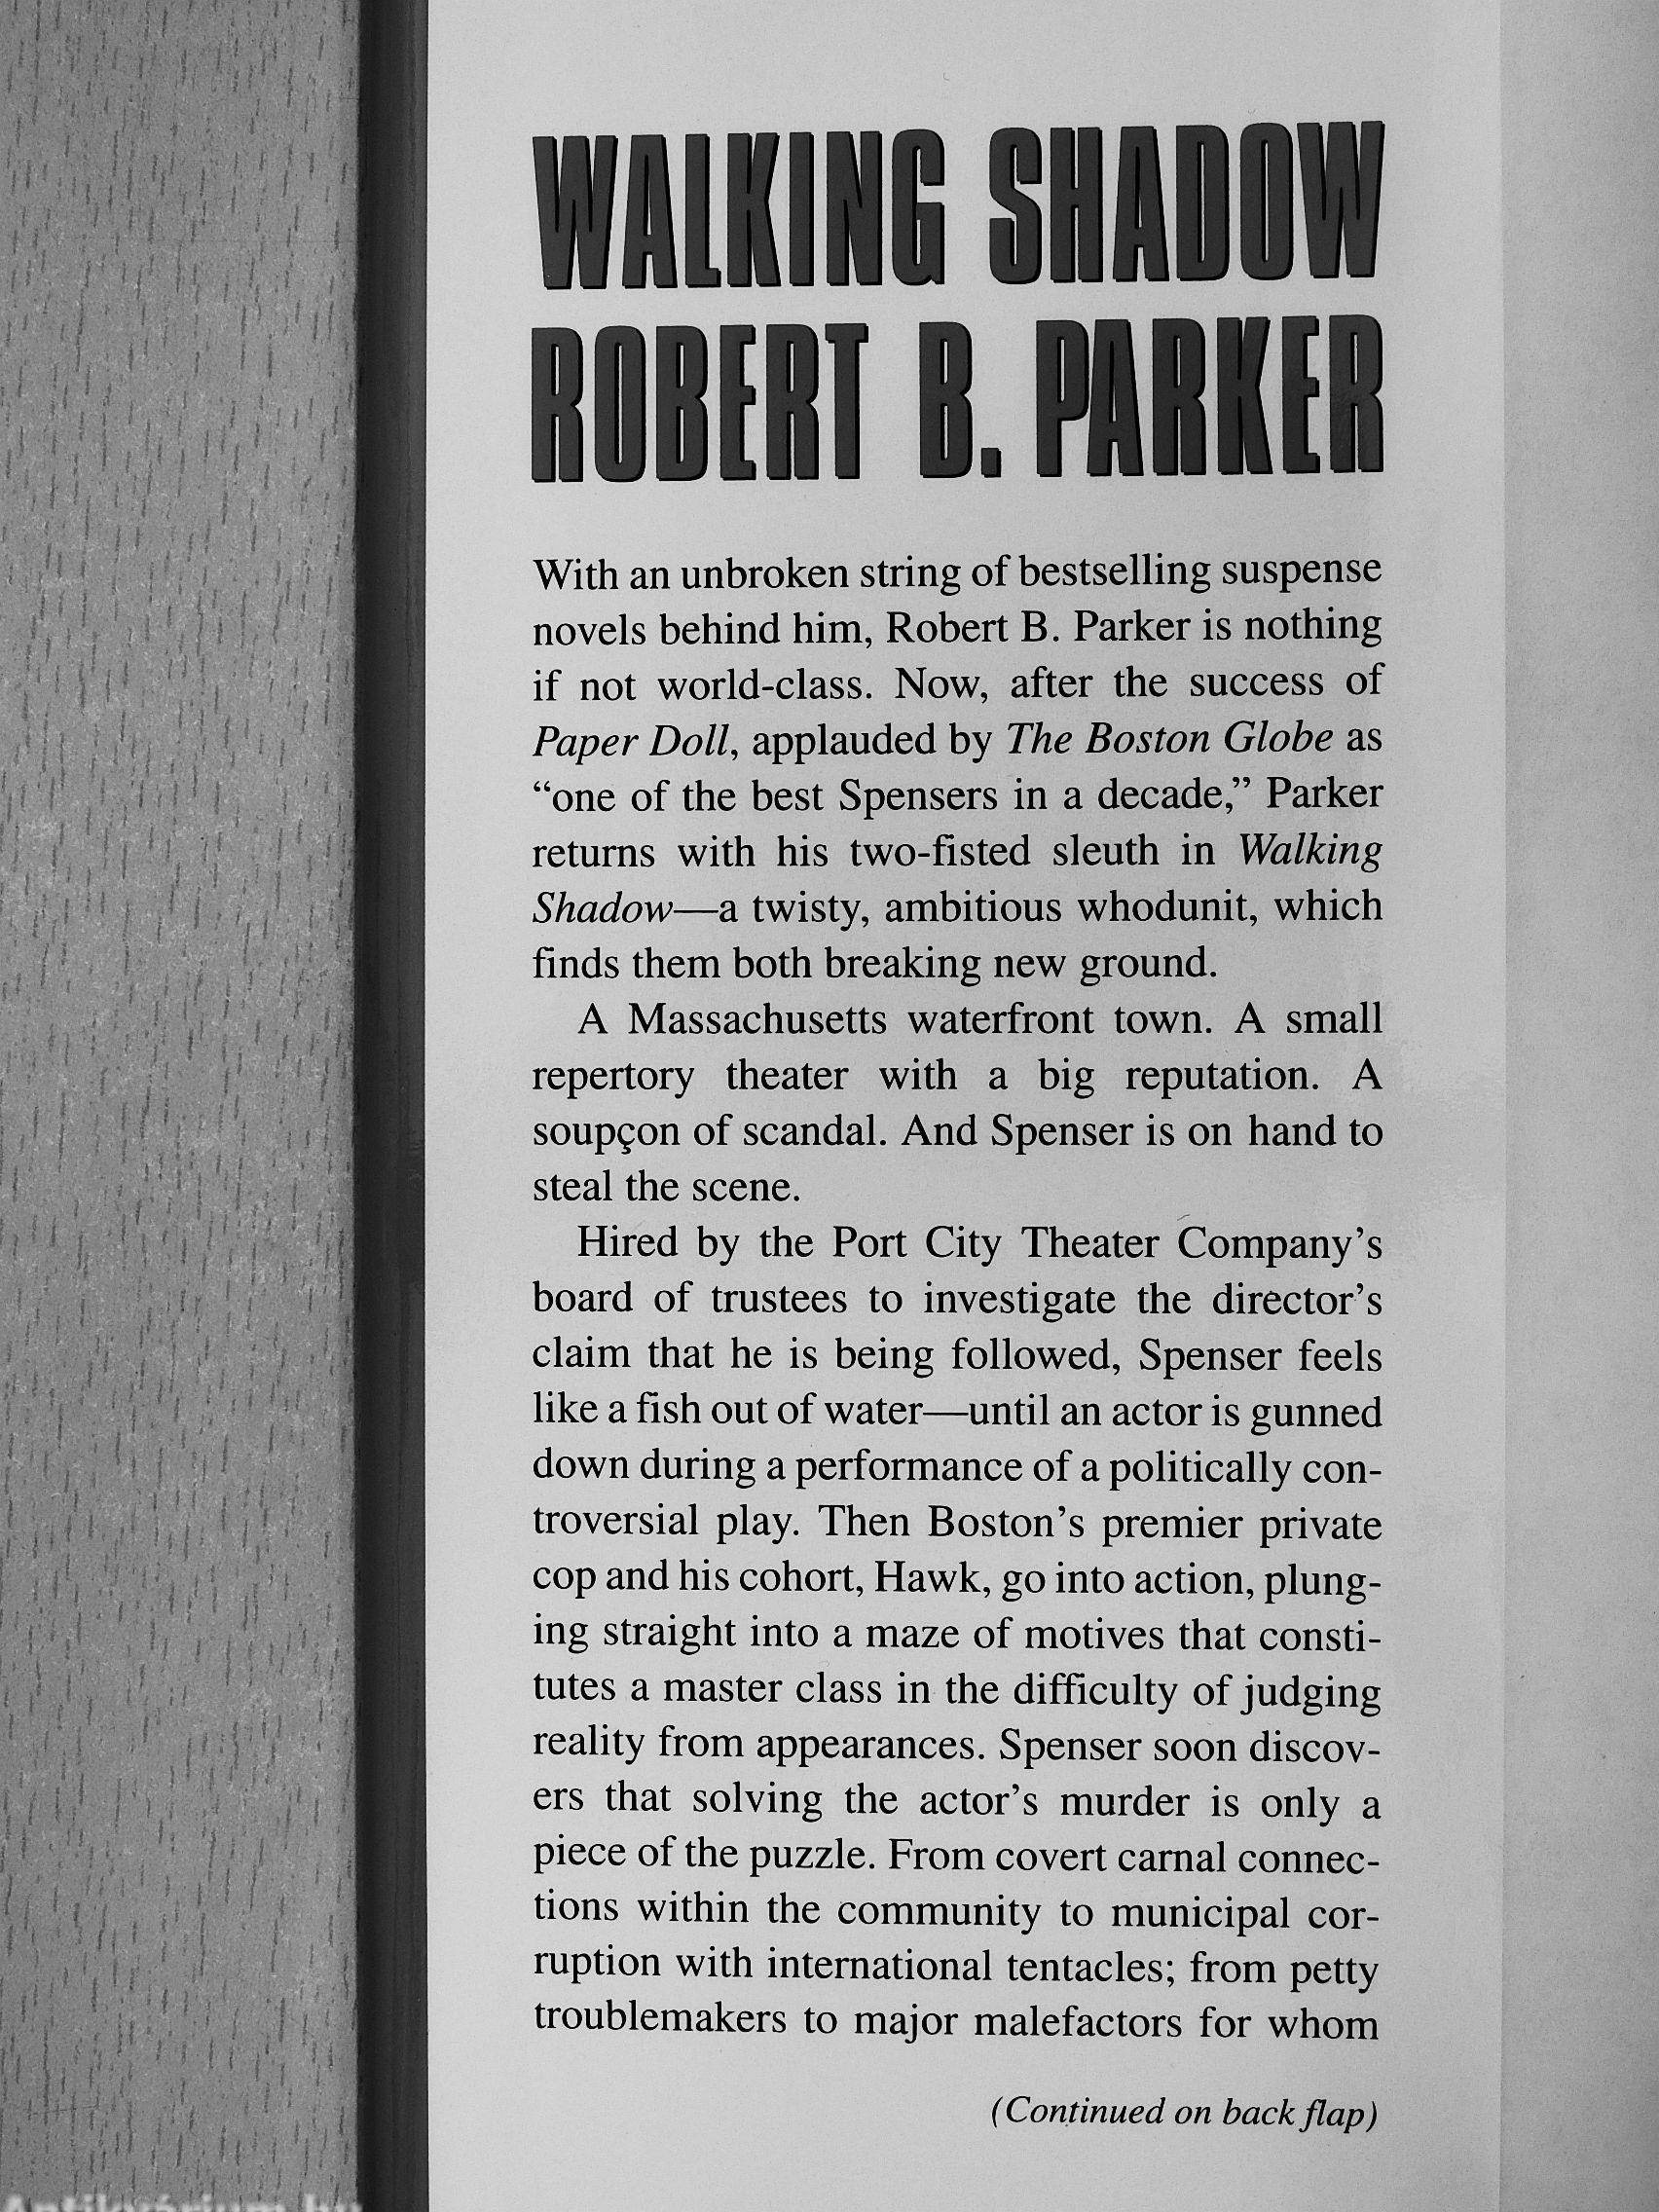 WALKING SHADOW
ROBERT B. PARKER
With an unbroken string of bestselling suspense
novels behind him, Robert B. Parker is nothing
if not world-class. Now, after the success of
Paper Doll, applauded by The Boston Globe as
“one of the best Spensers in a decade,” Parker
returns with his two-fisted sleuth in Walking
Shadow—a twisty, ambitious whodunit, which
finds them both breaking new ground.
A Massachusetts waterfront town. A small
repertory theater with a big reputation. A
soupçon of scandal. And Spenser is on hand to
steal the scene.
Hired by the Port City Theater Company’s
board of trustees to investigate the director’s
claim that he is being followed, Spenser feels
like a fish out of water—until an actor is gunned
down during a performance of a politically con-
troversial play. Then Boston’s premier private
cop and his cohort, Hawk, go into action, plung-
ing straight into a maze of motives that consti-
tutes a master class in the difficulty of judging
reality from appearances. Spenser soon discov-
ers that solving the actor’s murder is only a
piece of the puzzle. From covert carnal connec-
tions within the community to municipal cor-
ruption with international tentacles; from petty
troublemakers to major malefactors for whom
(Continued on back flap)